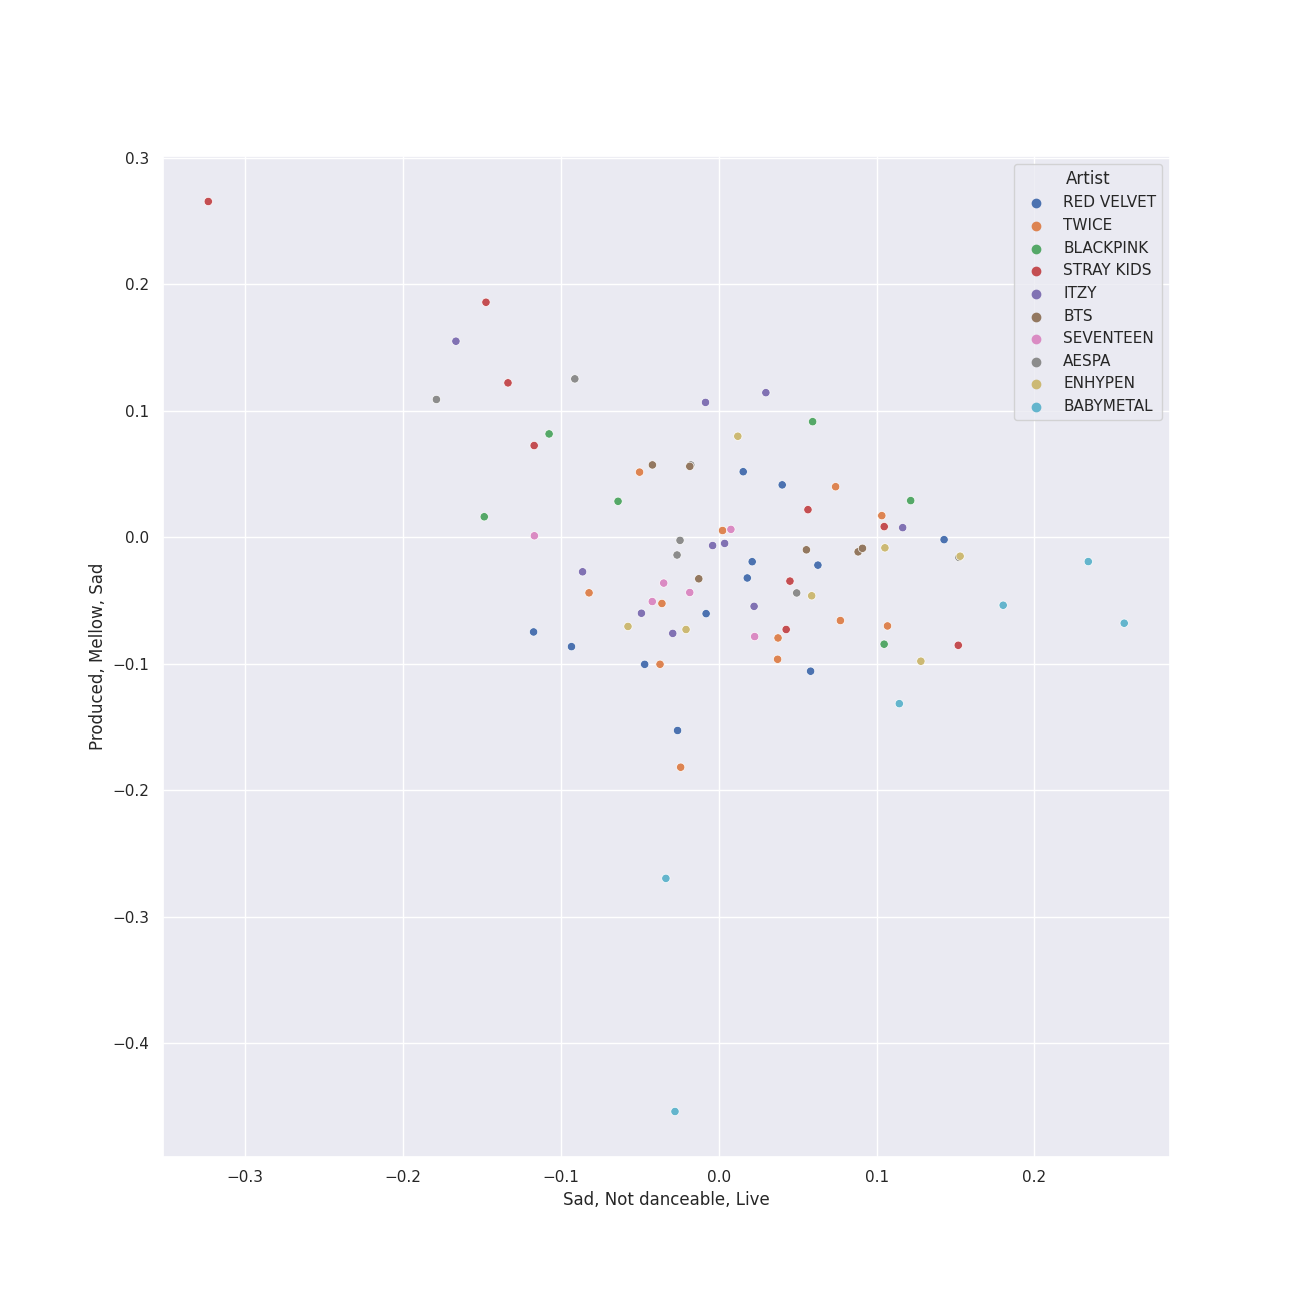 0.3
0.2
0.1
0.0
−0.1
−0.2
−0.3
−0.4
Produced, Mellow, Sad
Artist
RED VELVET
TWICE
BLACKPINK
STRAY KIDS
ITZY
BTS
SEVENTEEN
AESPA
ENHYPEN
BABYMETAL
−0.3 −0.2 −0.1 0.0 0.1 0.2
Sad, Not danceable, Live